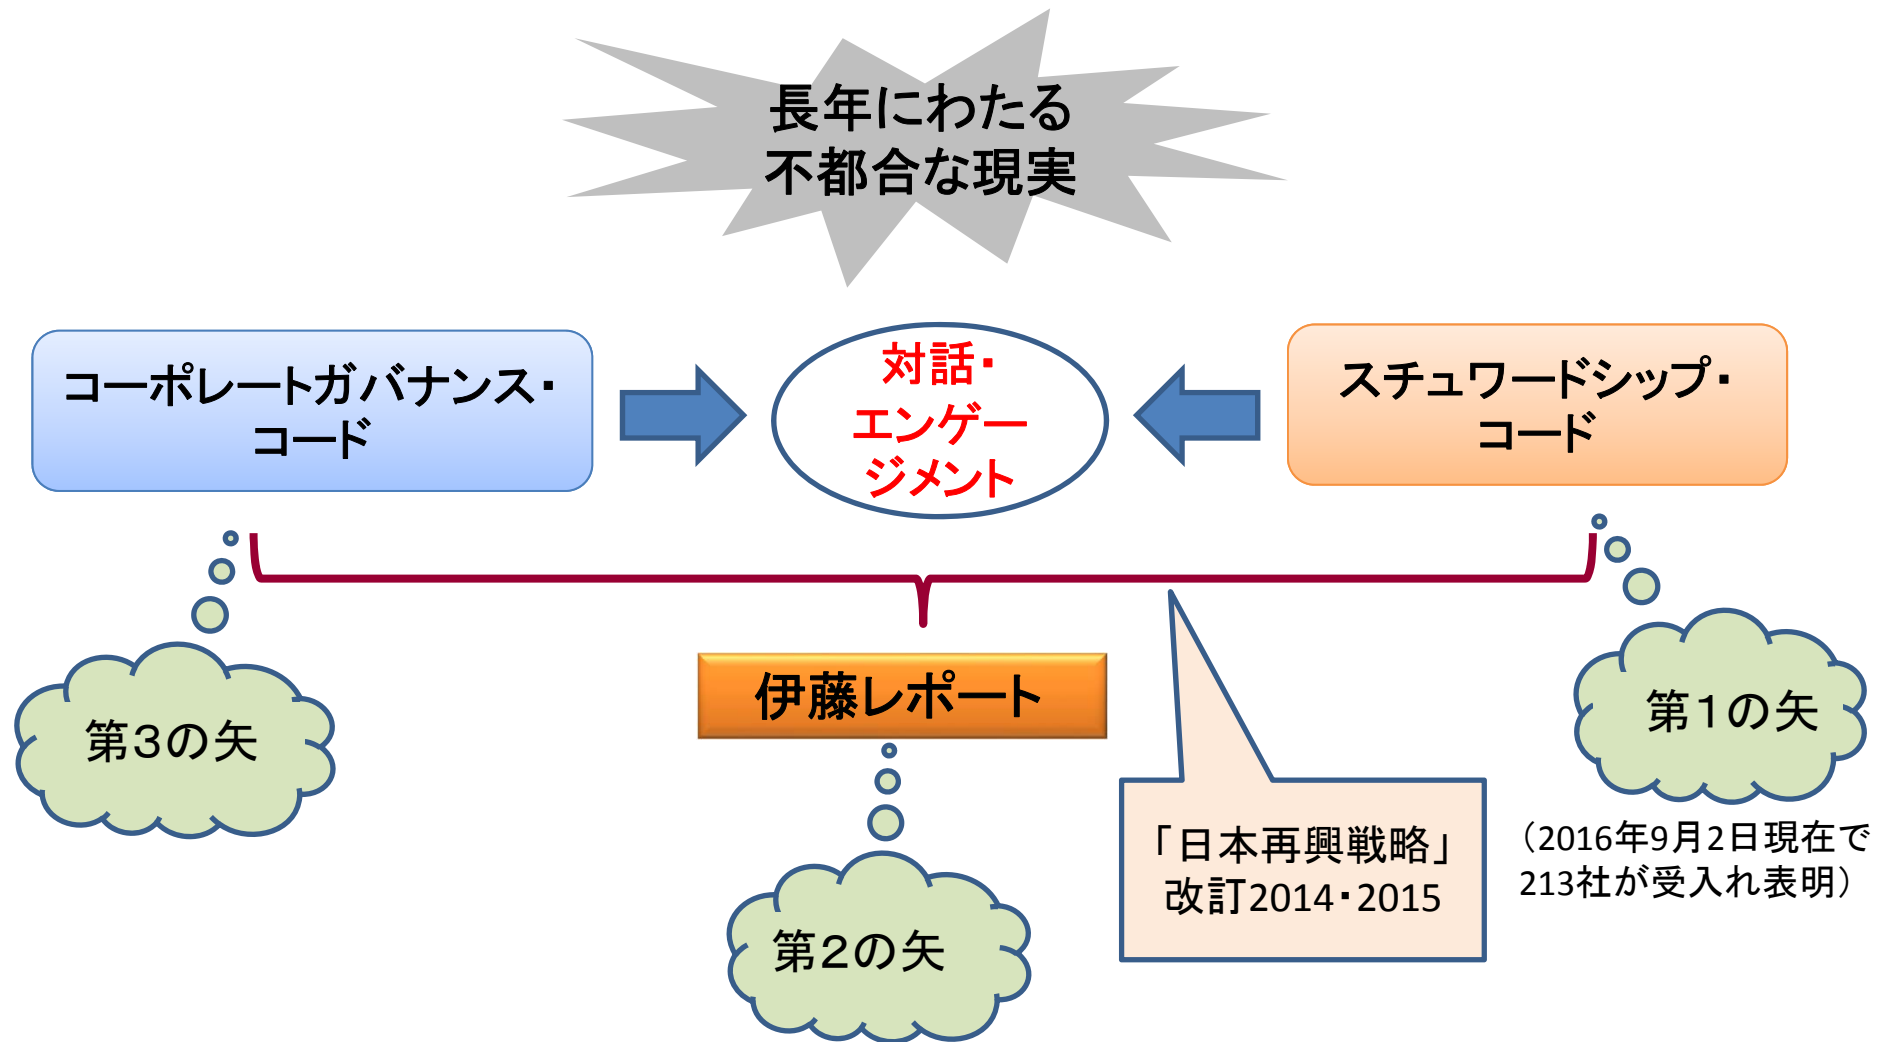 長年にわたる
不都合な現実
コーポレートガバナンス・
コード
対話・
エンゲー
ジメント
スチュワードシップ・
コード
伊藤レポート
第３の矢
第１の矢
第２の矢
「日本再興戦略」
改訂2014・2015
（2016年9月2日現在で
213社が受入れ表明）